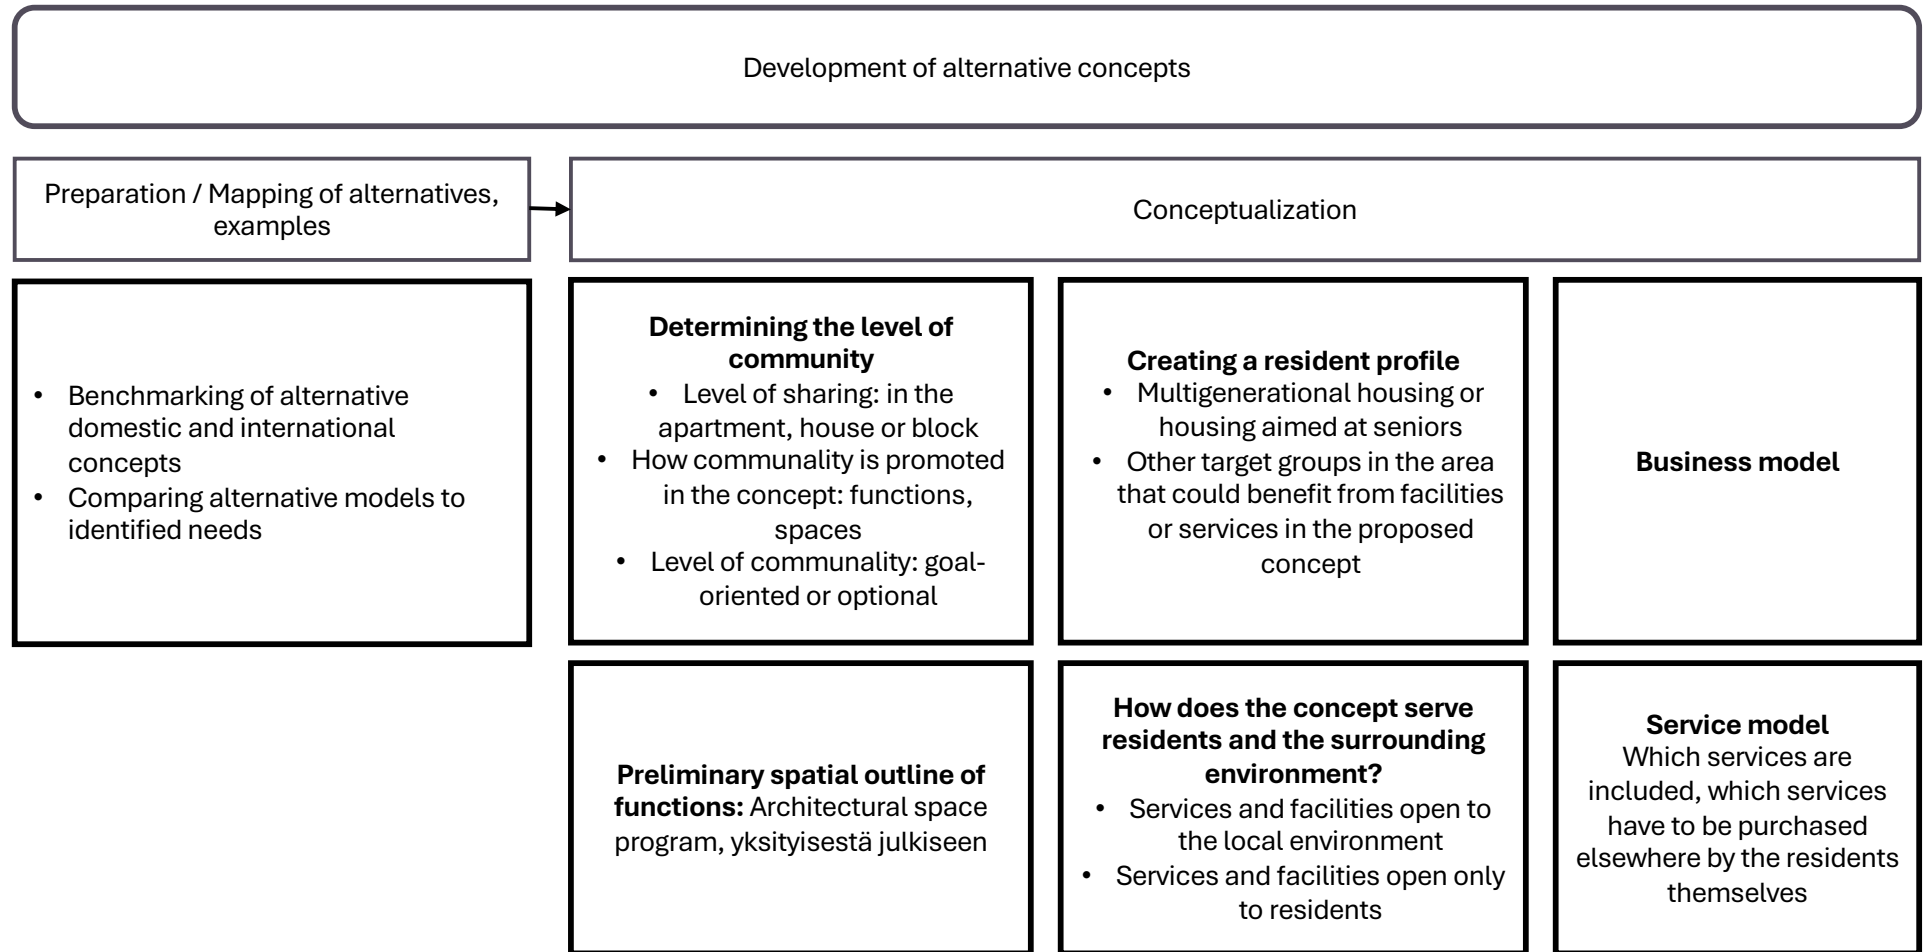 Development of alternative concepts
Preparation / Mapping of alternatives,
examples
Conceptualization
• Benchmarking of alternative
domestic and international
concepts
• Comparing alternative models to
identified needs
Determining the level of
community
• Level of sharing: in the
apartment, house or block
• How communality is promoted
in the concept: functions,
spaces
• Level of communality: goal-
oriented or optional
Creating a resident profile
• Multigenerational housing or
housing aimed at seniors
• Other target groups in the area
that could benefit from facilities
or services in the proposed
concept
Business model
Preliminary spatial outline of
functions: Architectural space
program, yksityisestä julkiseen
How does the concept serve
residents and the surrounding
environment?
• Services and facilities open to
the local environment
• Services and facilities open only
to residents
Service model
Which services are
included, which services
have to be purchased
elsewhere by the residents
themselves